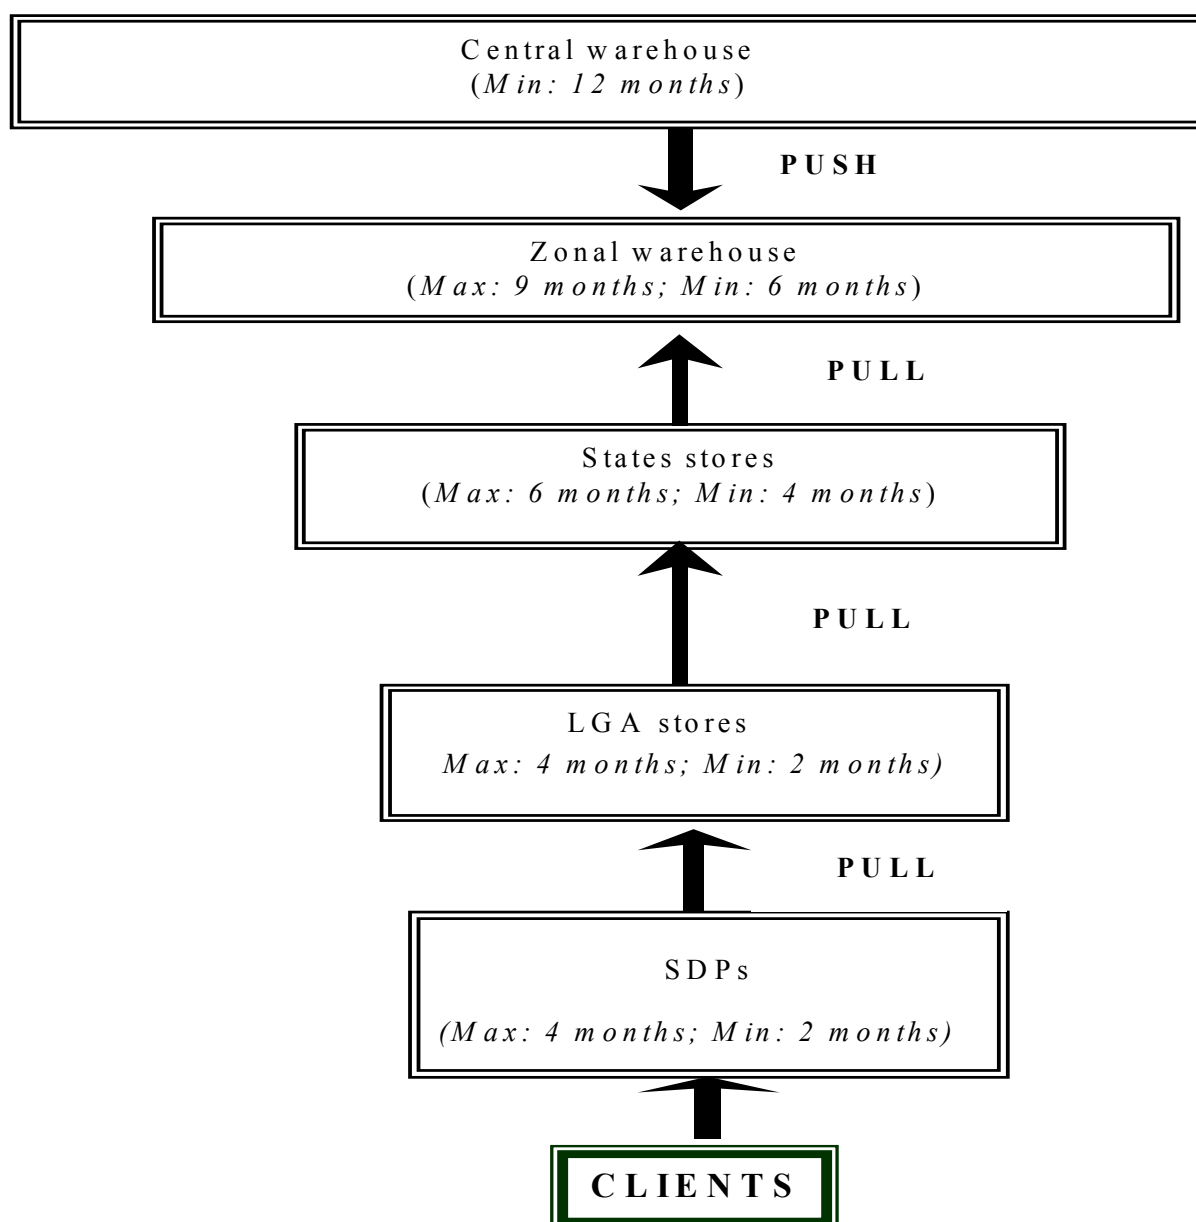 Central warehouse
(Min: 12 months)
PUSH
Zonal warehouse
(Max: 9 months; Min: 6 months)
PULL
States stores
(Max: 6 months; Min: 4 months)
PULL
LGA stores
Max: 4 months; Min: 2 months)
PULL
SDPs
(Max: 4 months; Min: 2 months)
CLIENTS